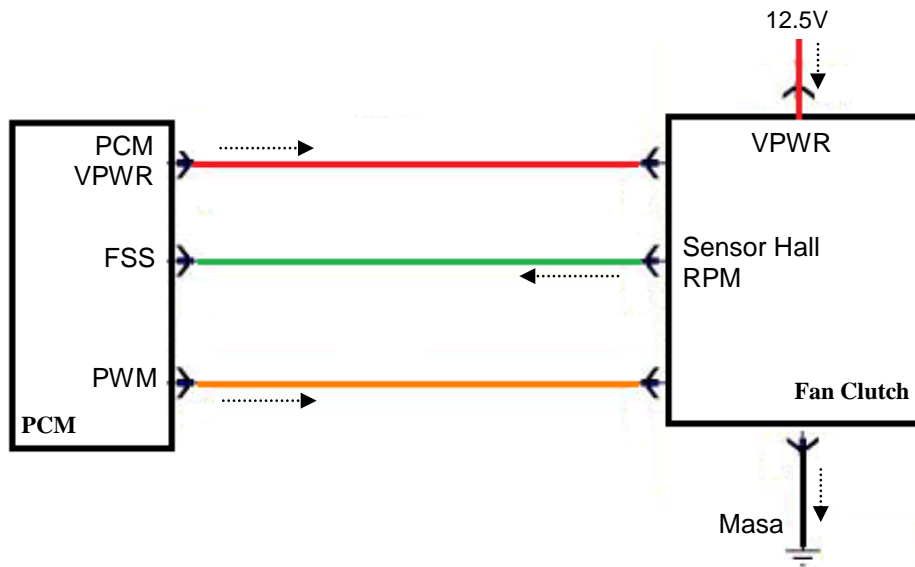 12.5V
PCM
VPWR
VPWR
FSS
Sensor Hall
RPM
PWM
PCM
Fan Clutch
Masa